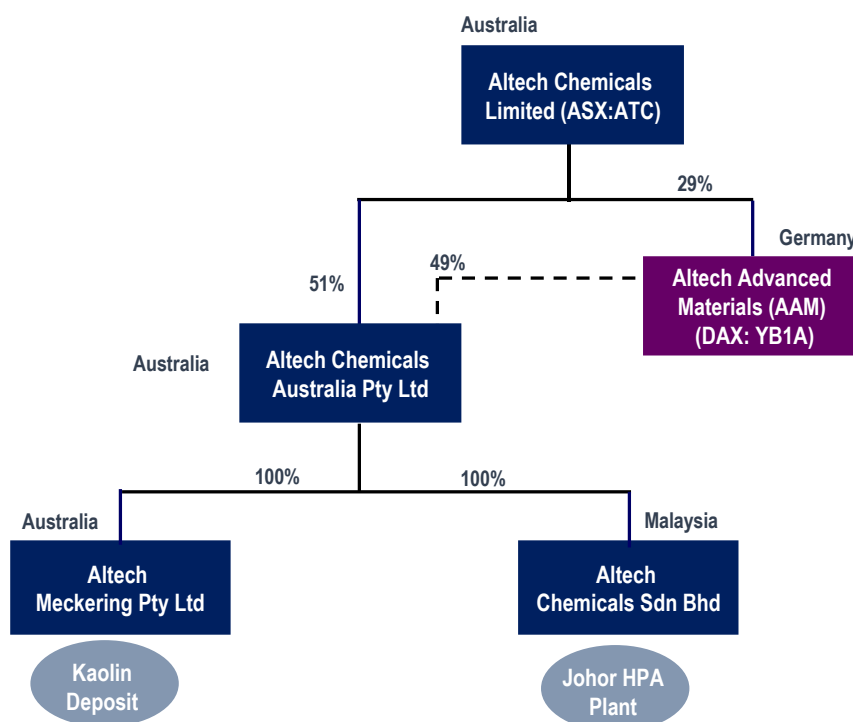 Australia
Altech Chemicals
Limited (ASX:ATC)
29%
Germany
49%
51%
Altech Advanced
Materials (AAM)
(DAX: YB1A)
Australia
Altech Chemicals
Australia Pty Ltd
100%
100%
Australia
Malaysia
Altech
Meckering Pty Ltd
Altech
Chemicals Sdn Bhd
Kaolin
Deposit
Johor HPA
Plant